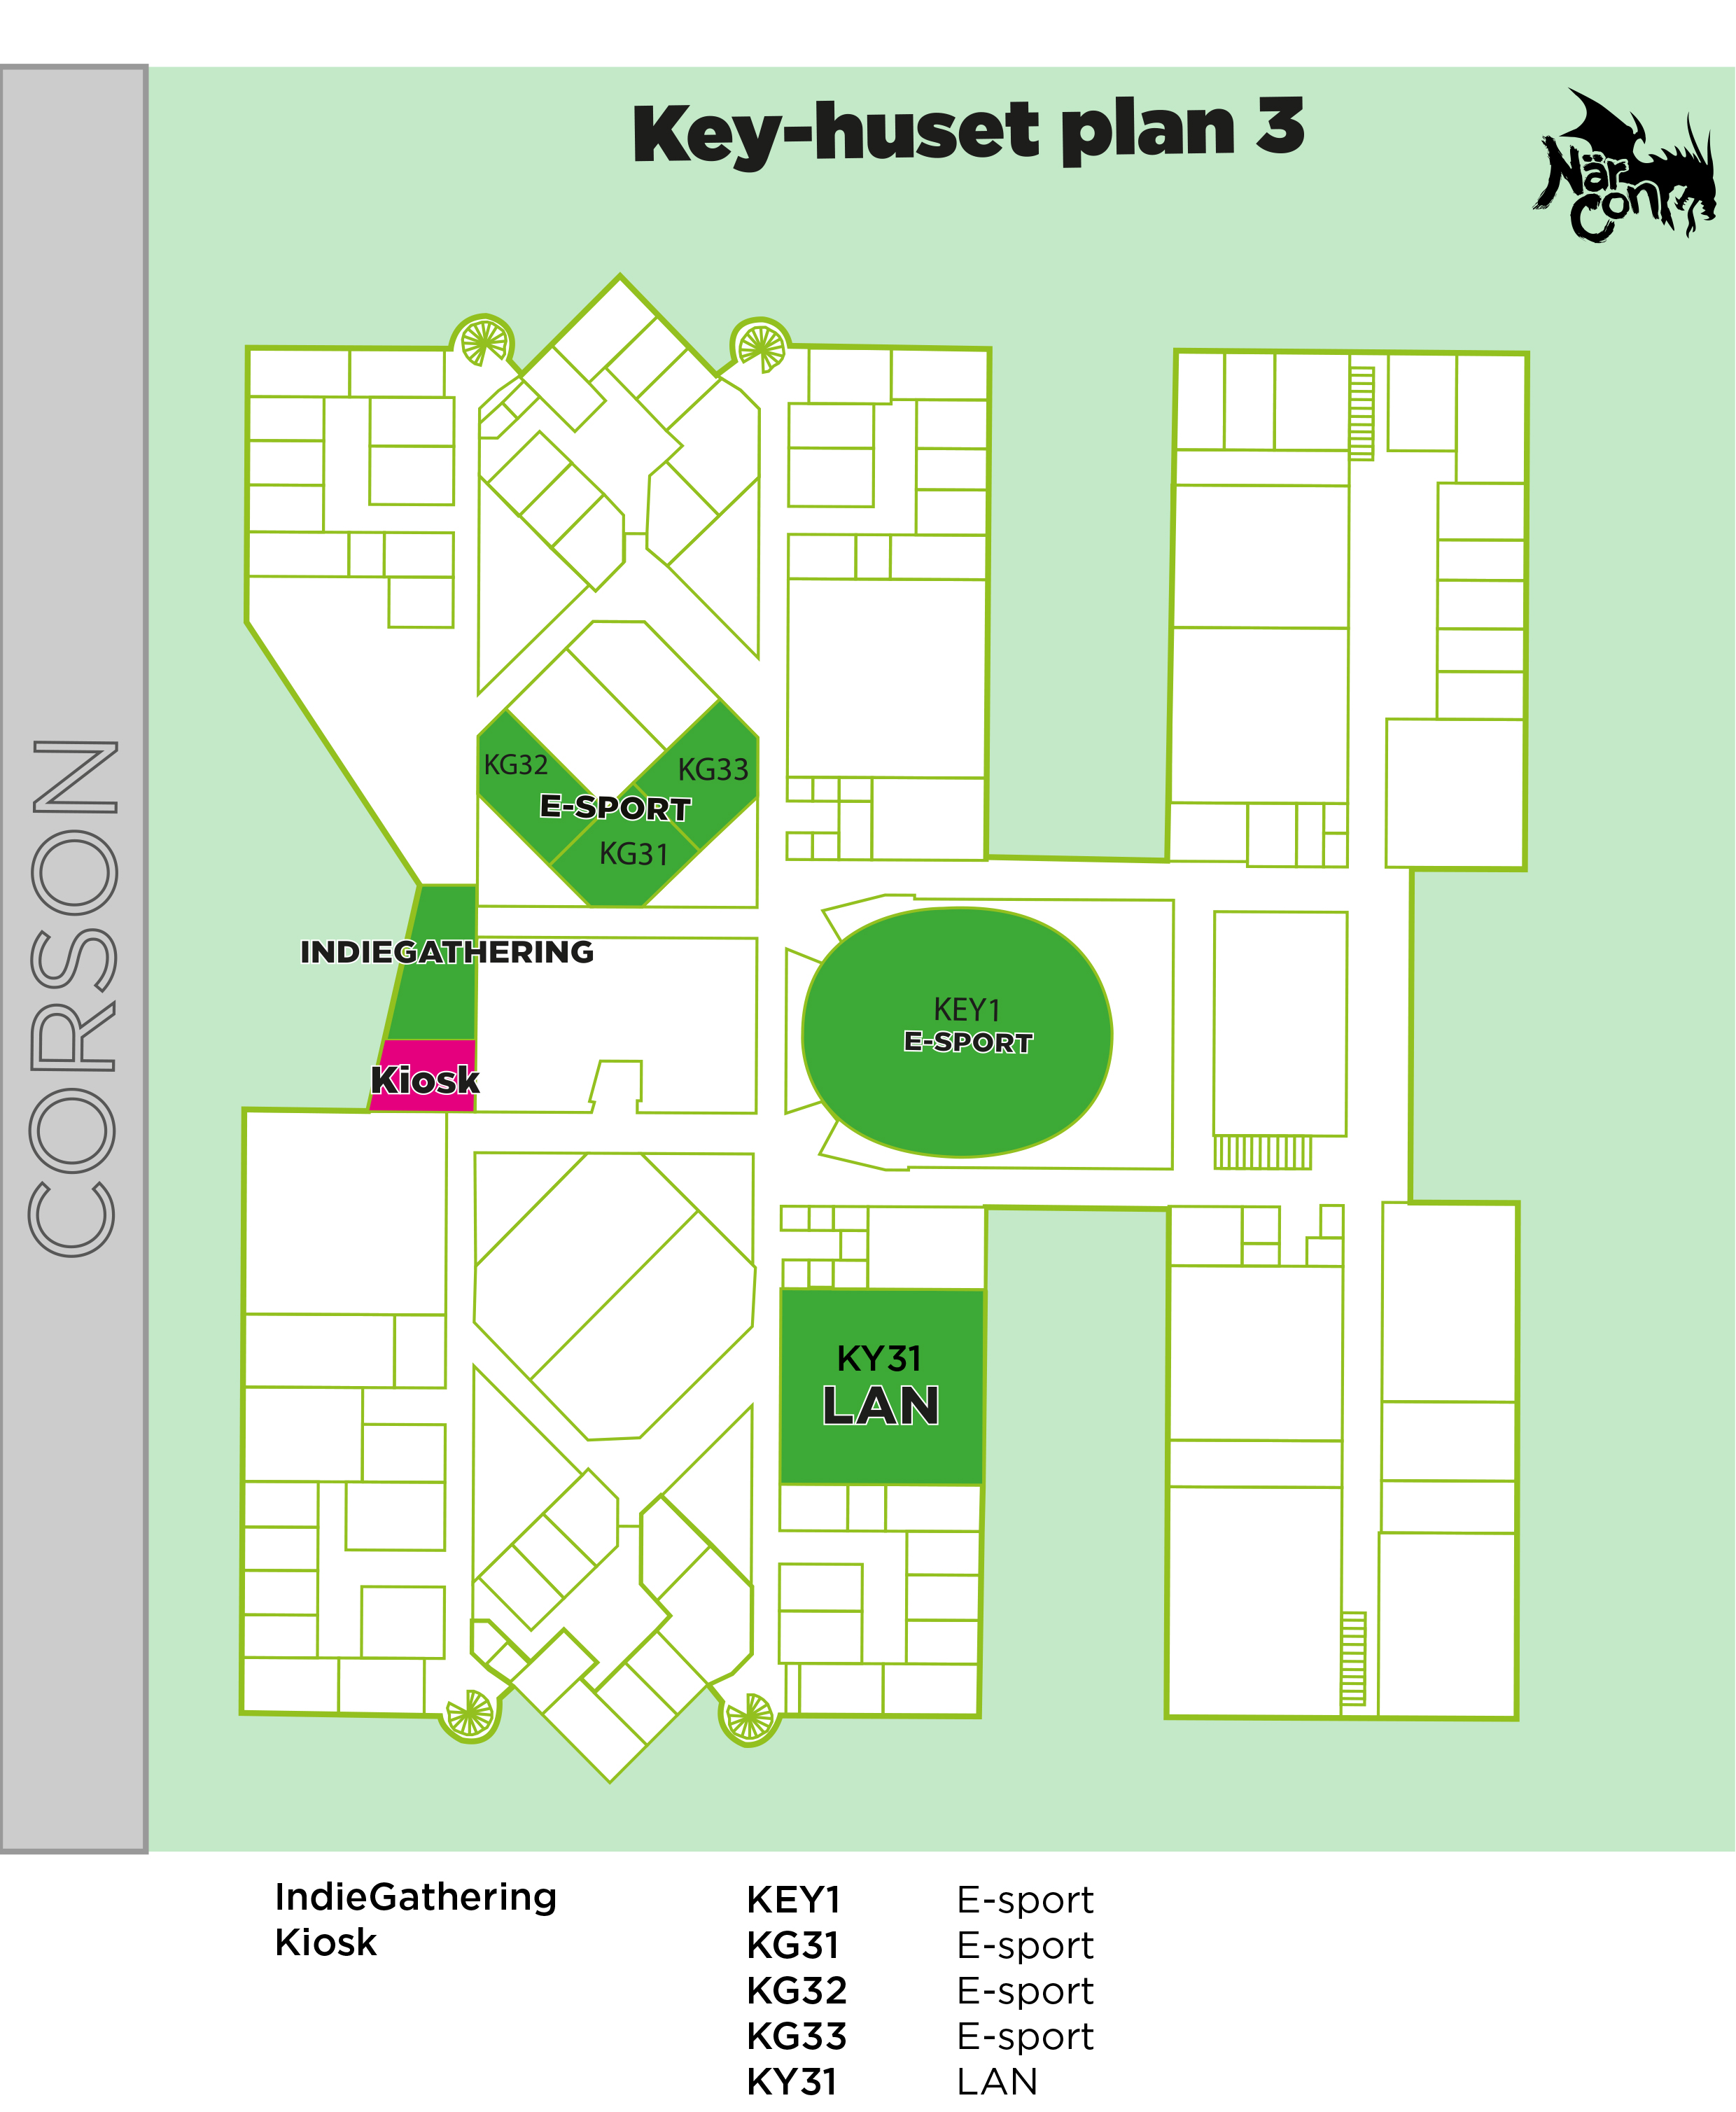 Key-huset plan 3
När
Con
CORSON
KG32
KG33
E-SPORT
KG31
INDIEGATHERING
KEY1
E-SPORT
Kiosk
KY31
LAN
IndieGathering
Kiosk
KEY1 E-sport
KG31 E-sport
KG32 E-sport
KG33 E-sport
KY31 LAN